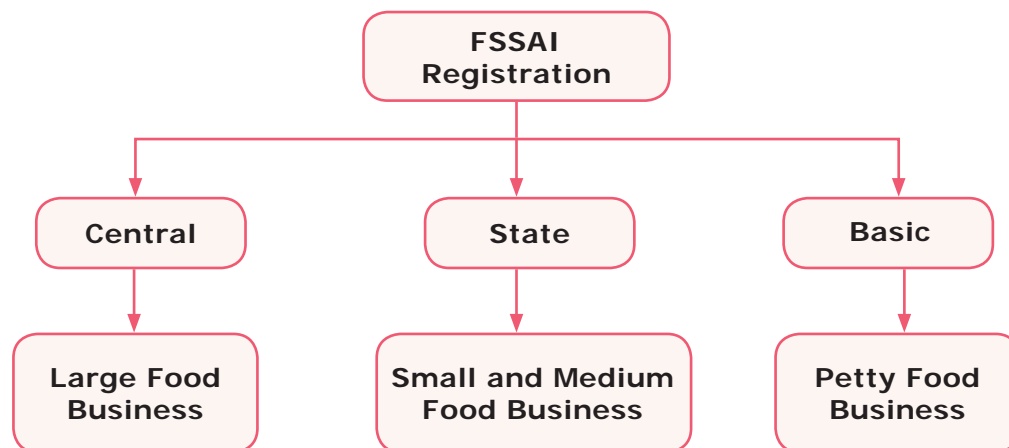 FSSAI
Registration
Central
State
Basic
Large Food
Business
Small and Medium
Food Business
Petty Food
Business